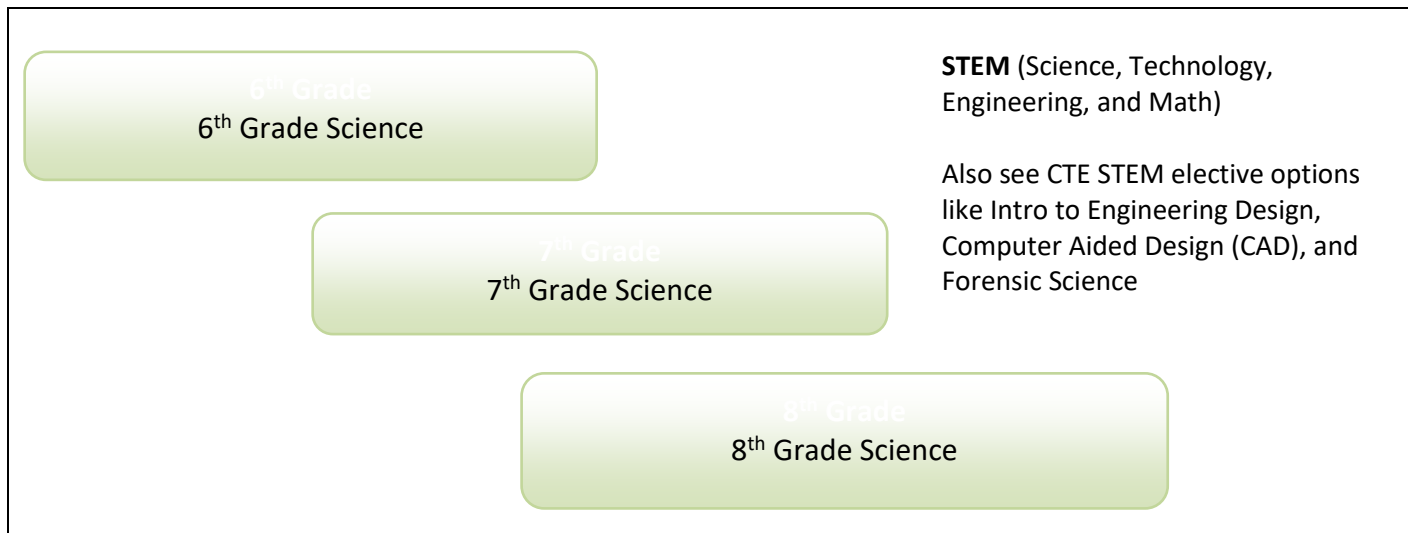 6th Grade
6th Grade Science
7th Grade
7th Grade Science
8th Grade
8th Grade Science
STEM (Science, Technology,
Engineering, and Math)
Also see CTE STEM elective options
like Intro to Engineering Design,
Computer Aided Design (CAD), and
Forensic Science